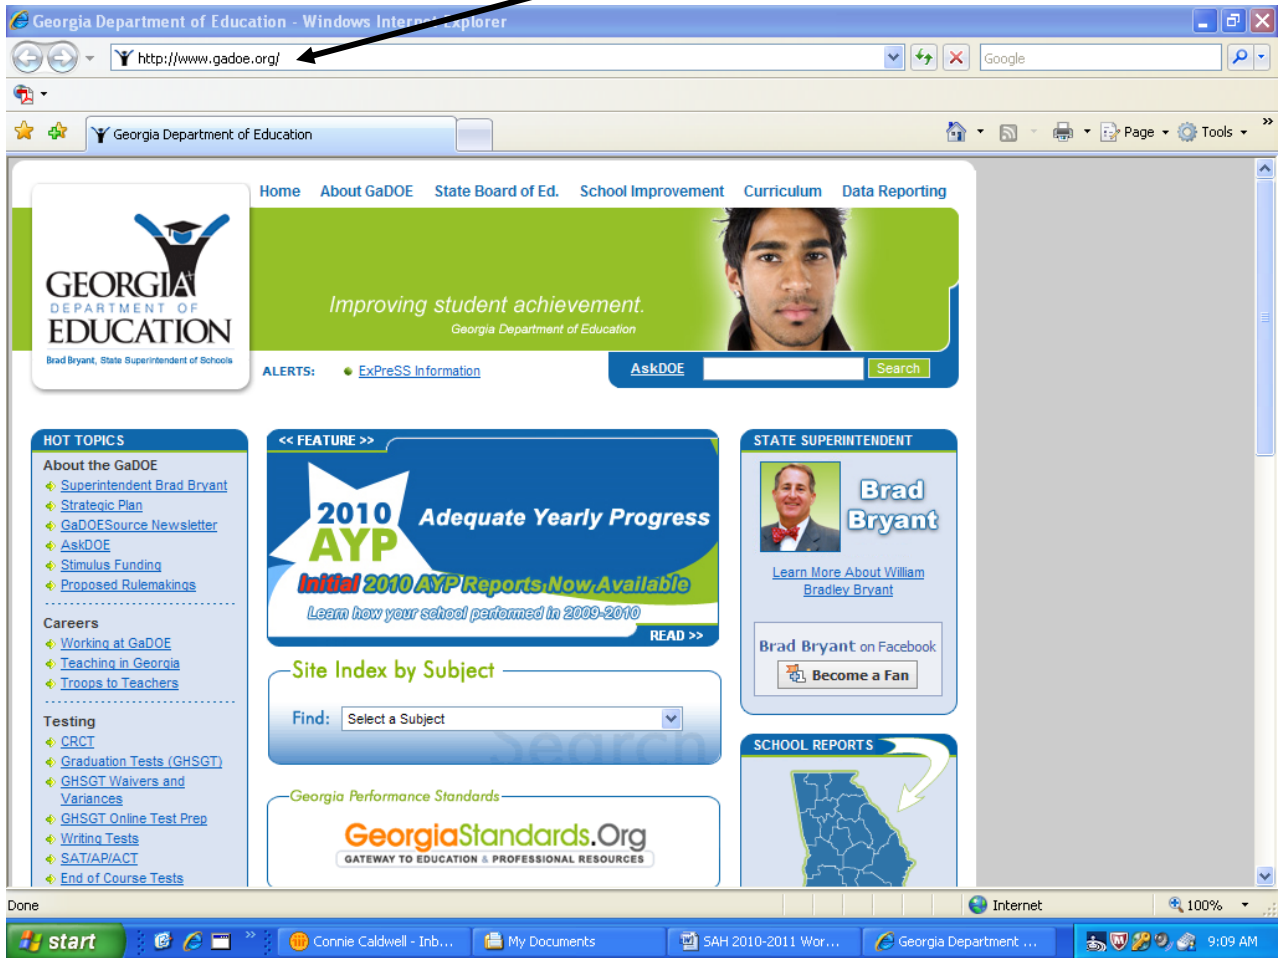 Georgia Department of Education - Windows Internet Explorer
http://www.gadoe.org/
Google
Georgia Department of Education
Page
Tools
Home About GaDOE State Board of Ed. School Improvement Curriculum Data Reporting
GEORGIA
DEPARTMENT OF
EDUCATION
Brad Bryant, State Superintendent of Schools
Improving student achievement.
Georgia Department of Education
ALERTS: ExPreSS Information
AskDOE
Search
HOT TOPICS
About the GaDOE
Superintendent Brad Bryant
Strategic Plan
GaDOESource Newsletter
AskDOE
Stimulus Funding
Proposed Rulemakings
Careers
Working at GaDOE
Teaching in Georgia
Troops to Teachers
Testing
CRCT
Graduation Tests (GHSGT)
GHSGT Waivers and
Variances
GHSGT Online Test Prep
Writing Tests
SAT/AP/ACT
End of Course Tests
<< FEATURE >>
2010
AYP
Adequate Yearly Progress
Initial 2010 AYP Reports Now Available
Learn how your school performed in 2009-2010
READ >>
Site Index by Subject
Find: Select a Subject
Search
Georgia Performance Standards
GeorgiaStandards.Org
GATEWAY TO EDUCATION & PROFESSIONAL RESOURCES
STATE SUPERINTENDENT
Brad
Bryant
Learn More About William
Bradley Bryant
Brad Bryant on Facebook
Become a Fan
SCHOOL REPORTS
Done
Internet
100%
start
Connie Caldwell - Inb...
My Documents
SAH 2010-2011 Wor...
Georgia Department ...
9:09 AM